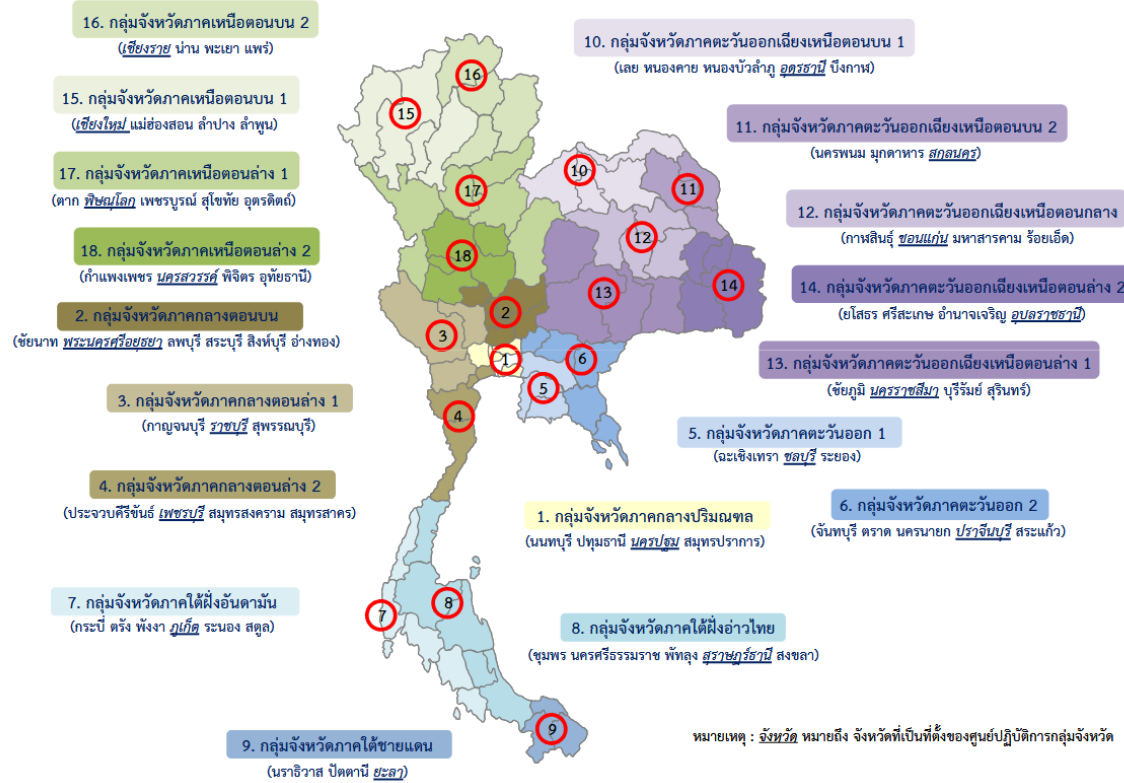 16. กลุ่มจังหวัดภาคเหนือตอนบน 2
(เชียงราย น่าน พะเยา แพร่)
15. กลุ่มจังหวัดภาคเหนือตอนบน 1
(เชียงใหม่ แม่ฮ่องสอน ลำปาง ลำพูน)
17. กลุ่มจังหวัดภาคเหนือตอนล่าง 1
(ตาก พิษณุโลก เพชรบูรณ์ สุโขทัย อุตรดิตถ์)
18. กลุ่มจังหวัดภาคเหนือตอนล่าง 2
(กำแพงเพชร นครสวรรค์ พิจิตร อุทัยธานี)
2. กลุ่มจังหวัดภาคกลางตอนบน
(ชัยนาท พระนครศรีอยุธยา ลพบุรี สระบุรี สิงห์บุรี อ่างทอง)
3. กลุ่มจังหวัดภาคกลางตอนล่าง 1
(กาญจนบุรี ราชบุรี สุพรรณบุรี)
4. กลุ่มจังหวัดภาคกลางตอนล่าง 2
(ประจวบคีรีขันธ์ เพชรบุรี สมุทรสงคราม สมุทรสาคร)
7. กลุ่มจังหวัดภาคใต้ฝั่งอันดามัน
(กระบี่ ตรัง พังงา ภูเก็ต ระนอง สตูล)
9. กลุ่มจังหวัดภาคใต้ชายแดน
(นราธิวาส ปัตตานี ยะลา)
16
15
17
18
10
11
12
13
14
2
3
1
6
5
4
7
8
9
10. กลุ่มจังหวัดภาคตะวันออกเฉียงเหนือตอนบน 1
(เลย หนองคาย หนองบัวลำภู อุดรธานี บึงกาฬ)
11. กลุ่มจังหวัดภาคตะวันออกเฉียงเหนือตอนบน 2
(นครพนม มุกดาหาร สกลนคร)
12. กลุ่มจังหวัดภาคตะวันออกเฉียงเหนือตอนกลาง
(กาฬสินธุ์ ขอนแก่น มหาสารคาม ร้อยเอ็ด)
14. กลุ่มจังหวัดภาคตะวันออกเฉียงเหนือตอนล่าง 2
(ยโสธร ศรีสะเกษ อำนาจเจริญ อุบลราชธานี)
13. กลุ่มจังหวัดภาคตะวันออกเฉียงเหนือตอนล่าง 1
(ชัยภูมิ นครราชสีมา บุรีรัมย์ สุรินทร์)
5. กลุ่มจังหวัดภาคตะวันออก 1
(ฉะเชิงเทรา ชลบุรี ระยอง)
6. กลุ่มจังหวัดภาคตะวันออก 2
(จันทบุรี ตราด นครนายก ปราจีนบุรี สระแก้ว)
1. กลุ่มจังหวัดภาคกลางปริมณฑล
(นนทบุรี ปทุมธานี นครปฐม สมุทรปราการ)
8. กลุ่มจังหวัดภาคใต้ฝั่งอ่าวไทย
(ชุมพร นครศรีธรรมราช พัทลุง สุราษฎร์ธานี สงขลา)
หมายเหตุ : จังหวัด หมายถึง จังหวัดที่เป็นที่ตั้งของศูนย์ปฏิบัติการกลุ่มจังหวัด